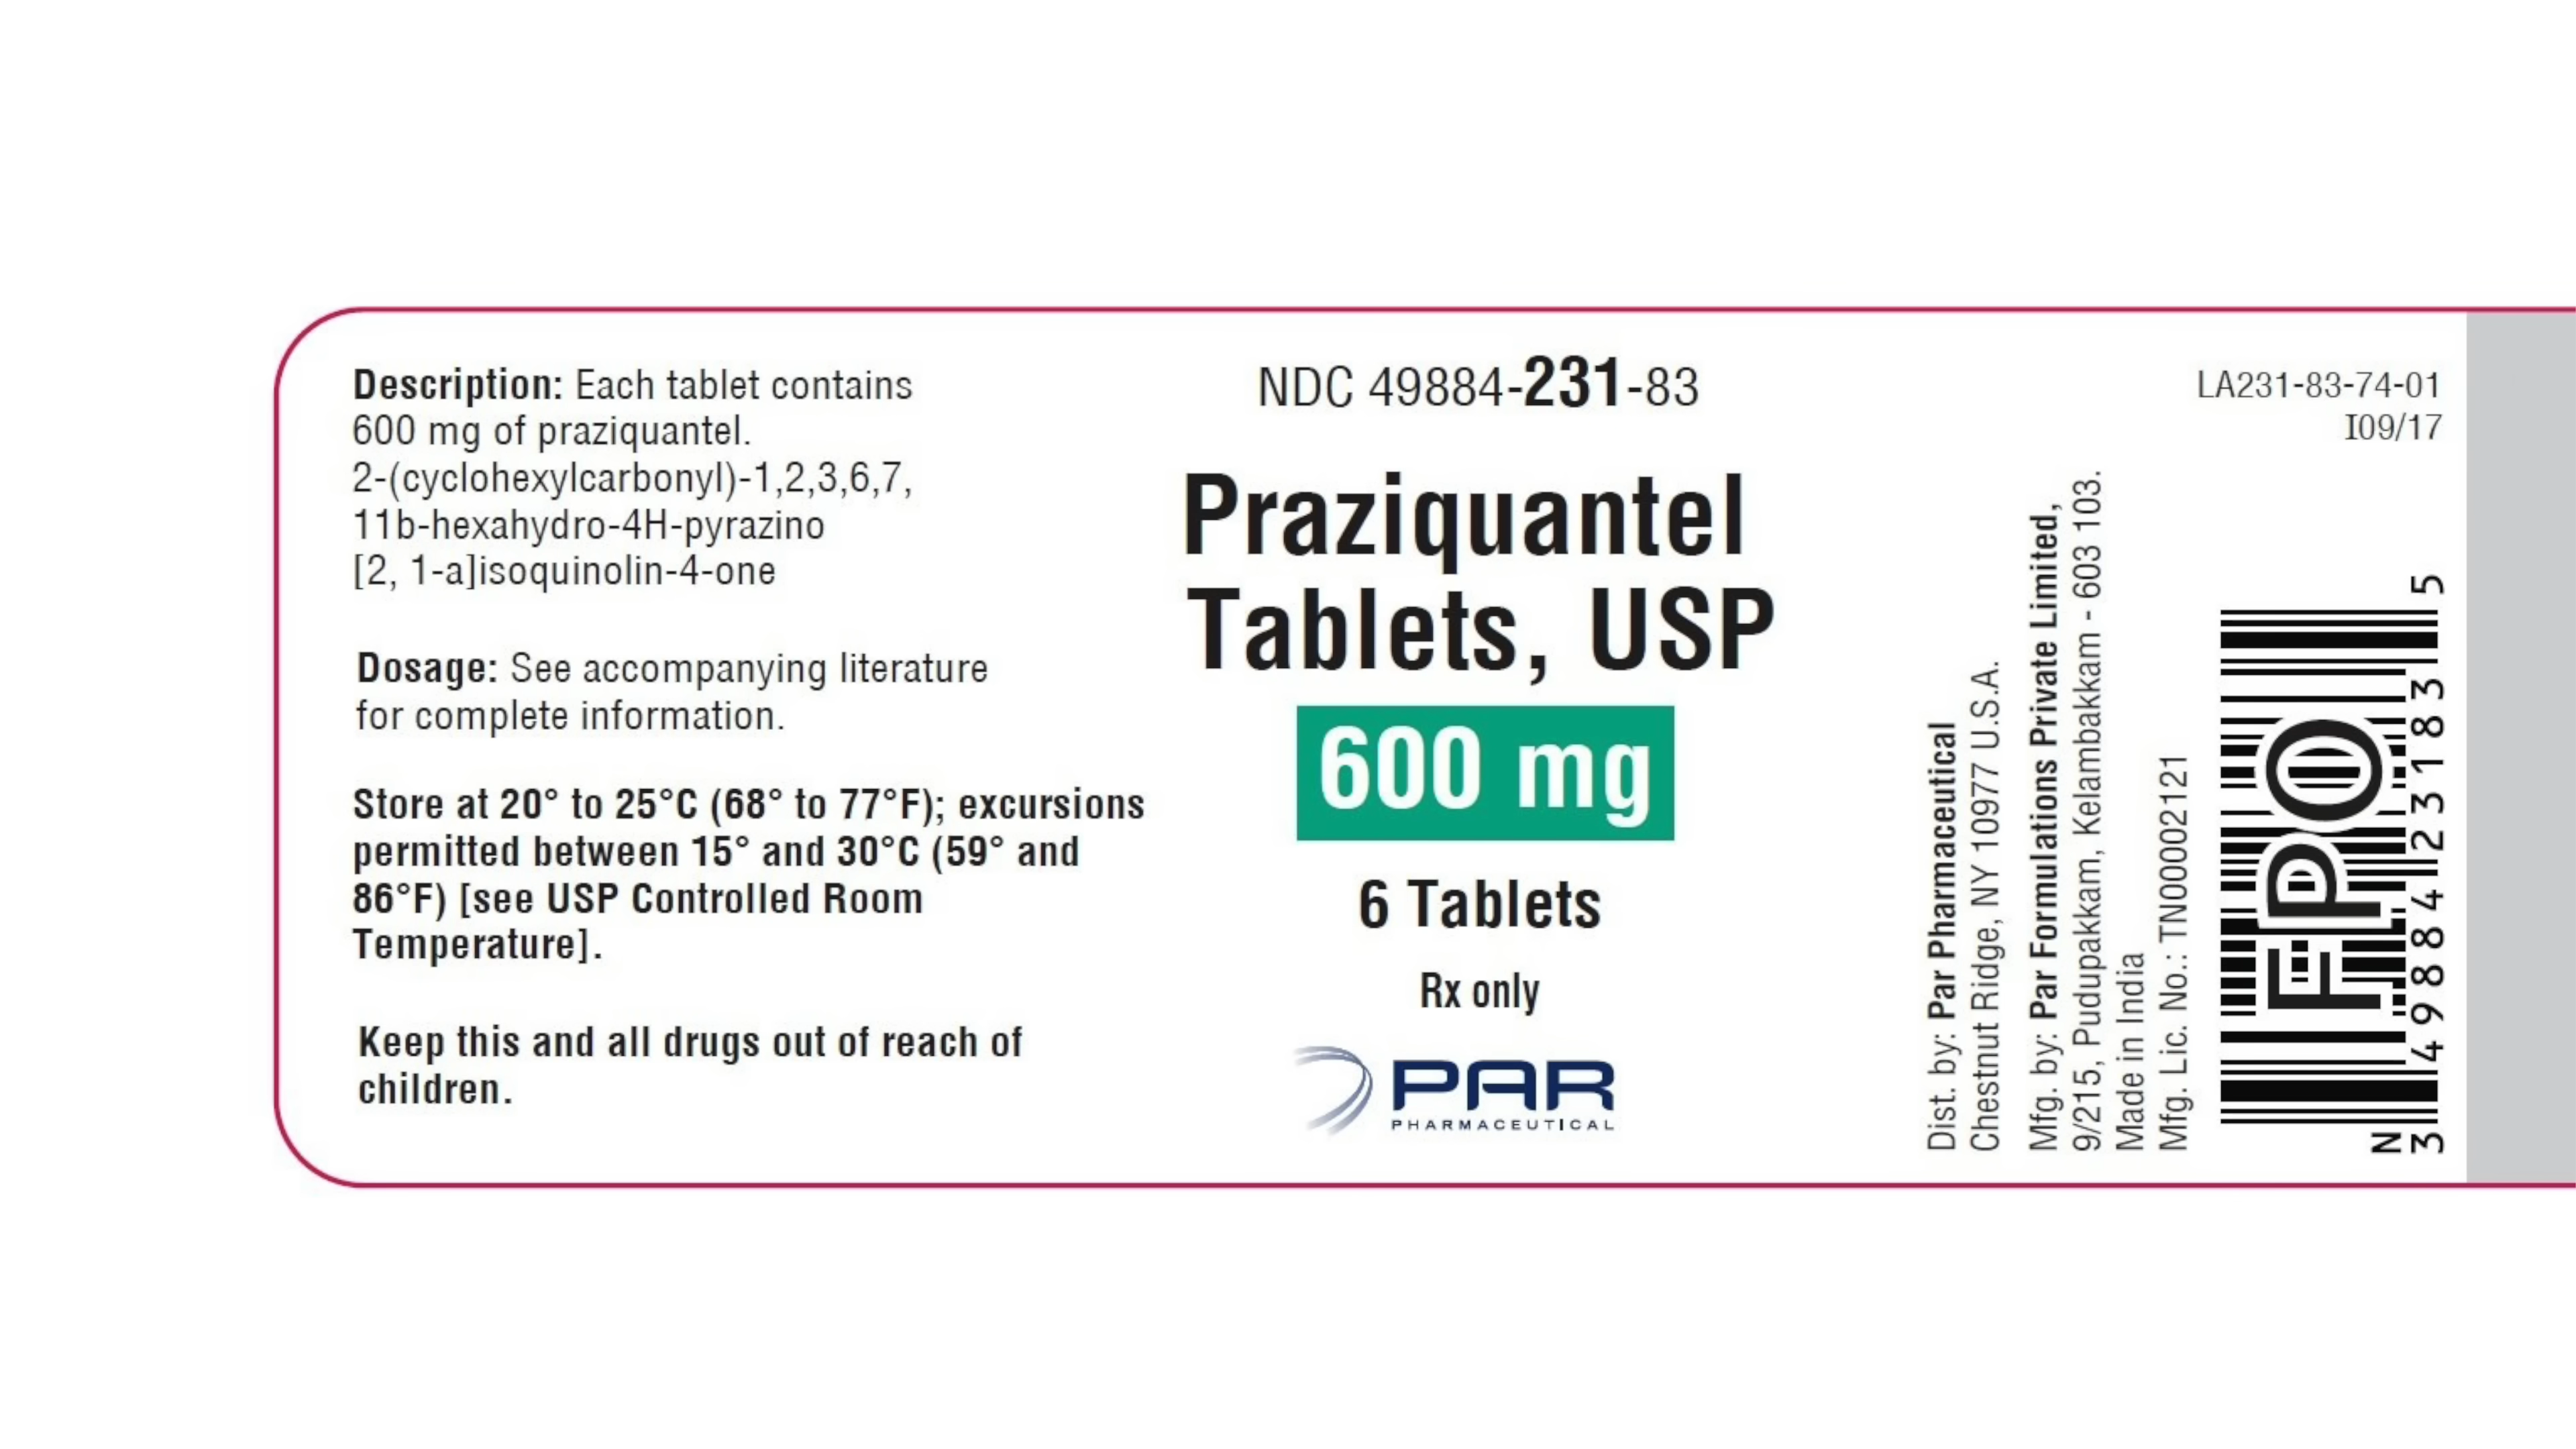 Description: Each tablet contains
600 mg of praziquantel.
2-(cyclohexylcarbonyl)-1,2,3,6,7,
11b-hexahydro-4H-pyrazino
[2, 1-a]isoquinolin-4-one
Dosage: See accompanying literature
for complete information.
Store at 20° to 25°C (68° to 77°F); excursions
permitted between 15° and 30°C (59° and
86°F) [see USP Controlled Room
Temperature].
Keep this and all drugs out of reach of
children.
NDC 49884-231-83
Praziquantel
Tablets, USP
600 mg
6 Tablets
Rx only
PAR
PHARMACEUTICAL
Dist. by: Par Pharmaceutical
Chestnut Ridge, NY 10977 U.S.A.
Mfg. by: Par Formulations Private Limited,
9/215, Pudupakkam, Kelambakkam - 603 103.
Made in India
Mfg. Lic. No.: TN00002121
LA231-83-74-01
I09/17
FPO
N
3 49884 23183 5